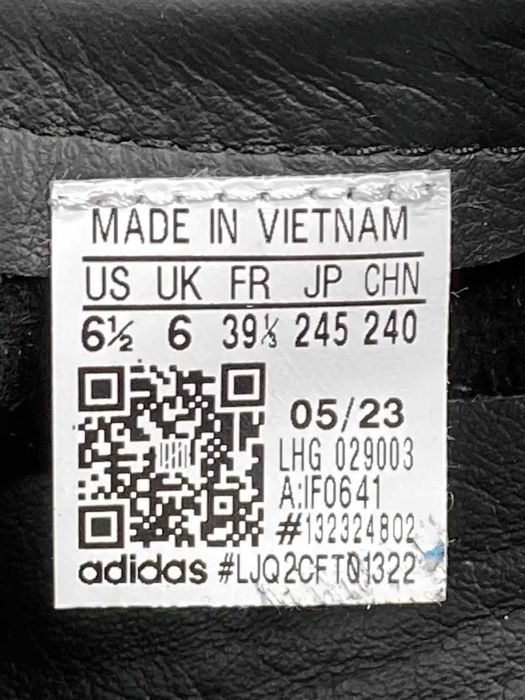 MADE IN VIETNAM
US UK FR JP CHN
6½ 6 39⅓ 245 240
05/23
LHG 029003
A:IF0641
#132324802
adidas #LJQ2CFTQ1322